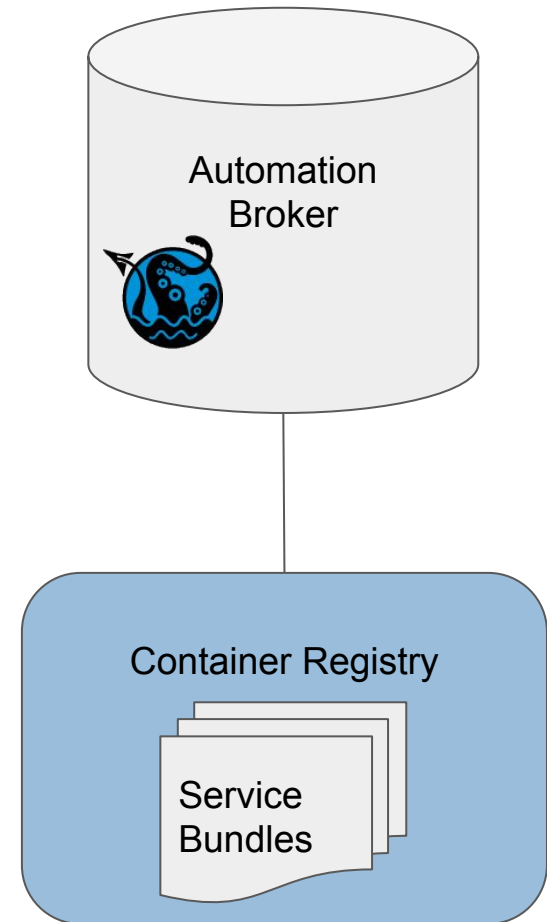 Automation
Broker
Container Registry
Service
Bundles